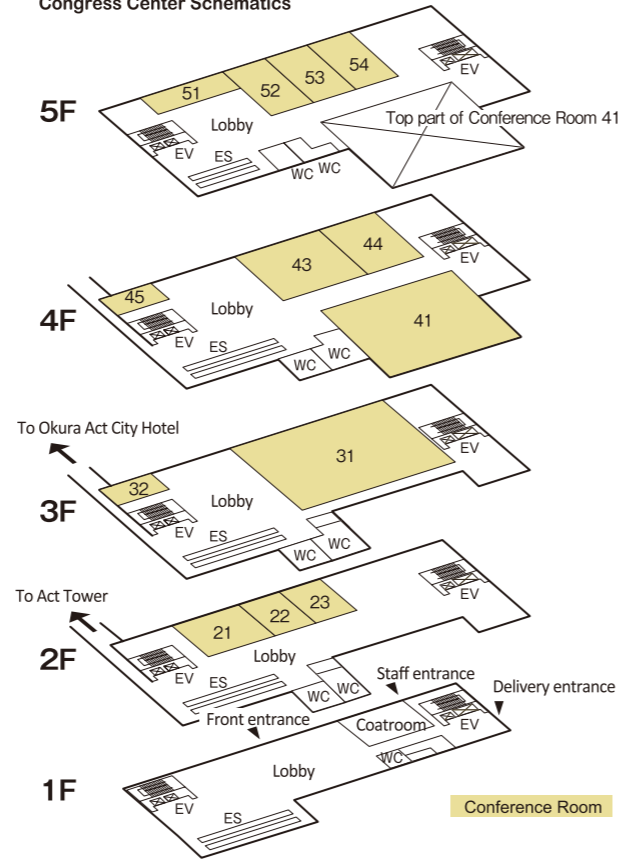 Congress Center Schematics
5F
51
52
53
54
EV
Top part of Conference Room 41
Lobby
EV
ES
WC WC
4F
45
43
44
EV
41
Lobby
EV
ES
WC
WC
To Okura Act City Hotel
3F
32
31
EV
Lobby
EV
ES
WC
WC
To Act Tower
2F
21
22
23
EV
Lobby
EV
ES
WC
WC
Staff entrance
Delivery entrance
Front entrance
Coatroom
EV
WC
Lobby
1F
EV
ES
Conference Room